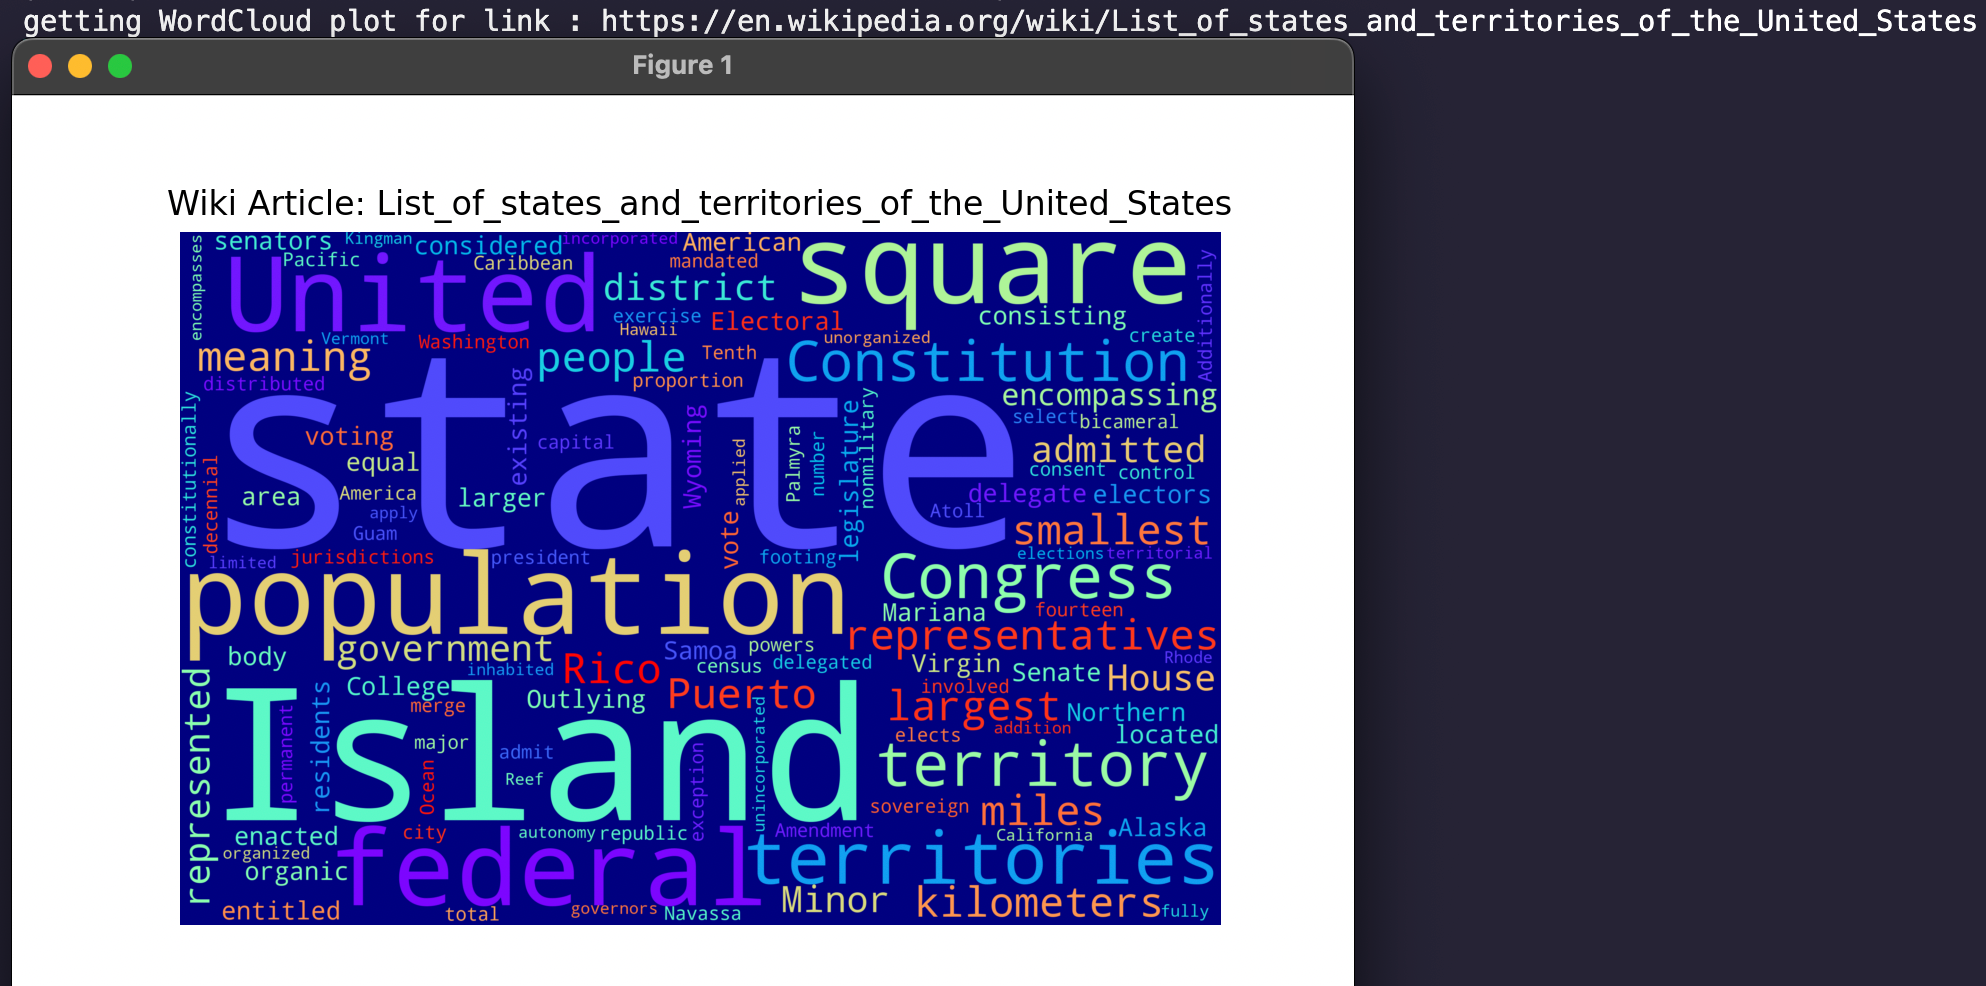 getting WordCloud plot for link : https://en.wikipedia.org/wiki/List_of_states_and_territories_of_the_United_States
Figure 1
Wiki Article: List_of_states_and_territories_of_the_United_States
encompasses
senators
Kingman
considered
incorporated
American
square
Pacific
United
Caribbean
mandated
district
Additionally
exercise
Electoral
consisting
Hawaii
Vermont
Washington
unorganized
create
meaning
people
Tenth
Constitution
distributed
proportion
encompassing
constitutionally
state
existing
Wyoming
legislature
nonmilitary
select
bicameral
voting
capital
applied
Palmyra
number
admitted
decennial
equal
consent
control
area
America
larger
delegate
electors
apply
Atoll
Guam
vote
smallest
limited
jurisdictions
president
footing
elections
territorial
population
Congress
Mariana
fourteen
representatives
government
Samoa
powers
body
inhabited
Rico
census
delegated
Virgin
Senate
Rhode
House
represented
residents
College
Outlying
Puerto
involved
merge
largest
Northern
permanent
Island
major
admit
exception
unincorporated
elects
addition
located
Ocean
Reef
territory
sovereign
miles
enacted
city
autonomy
republic
Amendment
California
Alaska
organized
federal
territories
organic
entitled
total
governors
Navassa
Minor
kilometers
fully